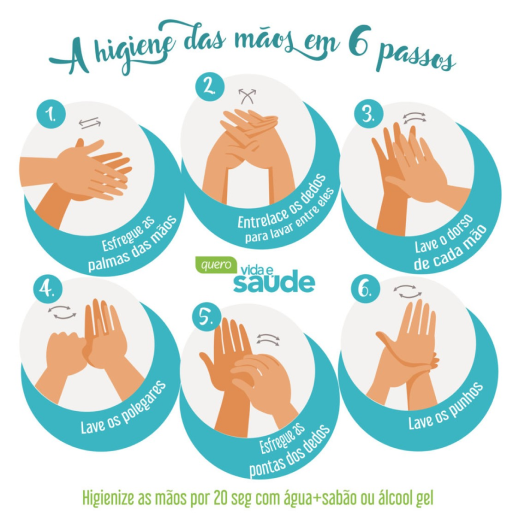 A higiene das mãos em 6 passos
1.
Esfregue as
palmas das mãos
2.
Entrelace os dedos
para lavar entre eles
3.
Lave o dorso
de cada mão
quero
vida e
saúde
4.
Lave os polegares
5.
Esfregue as
pontas dos dedos
6.
Lave os punhos
Higienize as mãos por 20 seg com água+sabão ou álcool gel